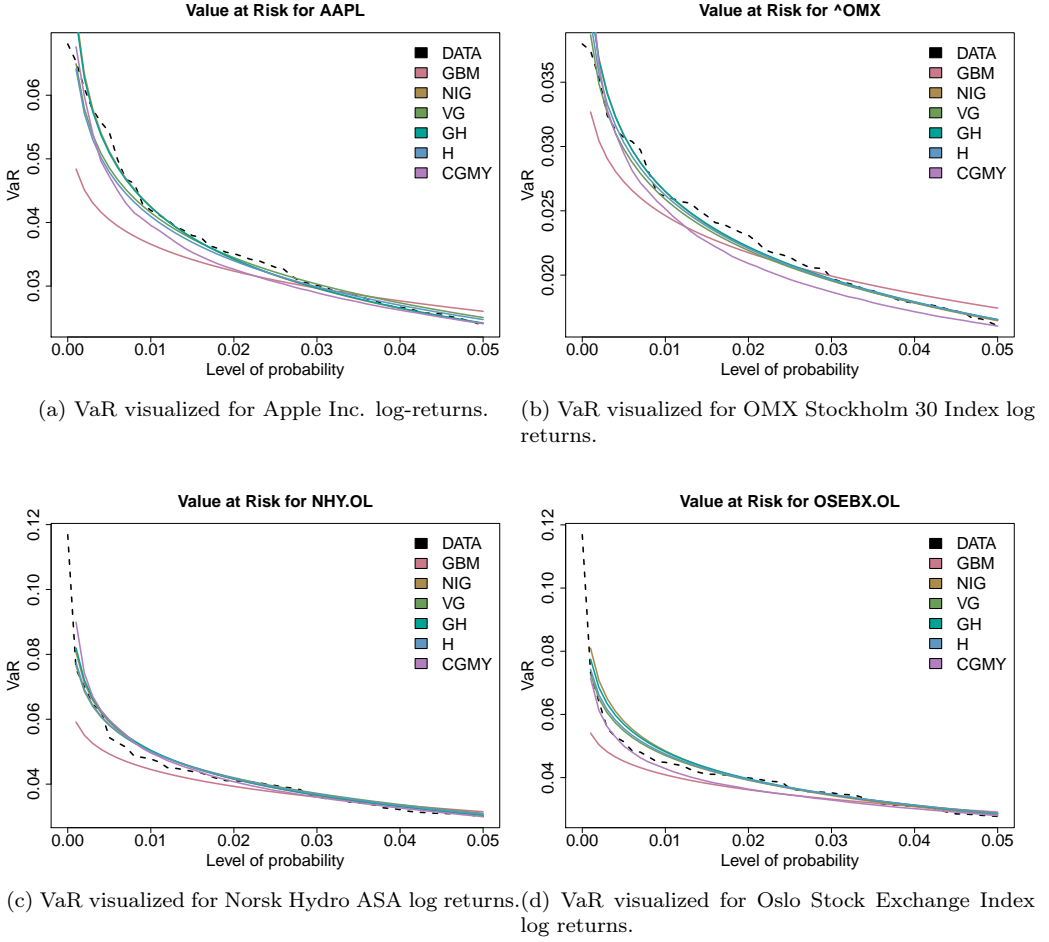 Value at Risk for AAPL
VaR
0.06
0.05
0.04
0.03
DATA
GBM
NIG
VG
GH
H
CGMY
0.00 0.01 0.02 0.03 0.04 0.05
Level of probability
(a) VaR visualized for Apple Inc. log-returns.
Value at Risk for ^OMX
VaR
0.035
0.030
0.025
0.020
DATA
GBM
NIG
VG
GH
H
CGMY
0.00 0.01 0.02 0.03 0.04 0.05
Level of probability
(b) VaR visualized for OMX Stockholm 30 Index log
returns.
Value at Risk for NHY.OL
VaR
0.12
0.10
0.08
0.06
0.04
DATA
GBM
NIG
VG
GH
H
CGMY
0.00 0.01 0.02 0.03 0.04 0.05
Level of probability
(c) VaR visualized for Norsk Hydro ASA log returns.
Value at Risk for OSEBX.OL
VaR
0.12
0.10
0.08
0.06
0.04
DATA
GBM
NIG
VG
GH
H
CGMY
0.00 0.01 0.02 0.03 0.04 0.05
Level of probability
(d) VaR visualized for Oslo Stock Exchange Index
log returns.